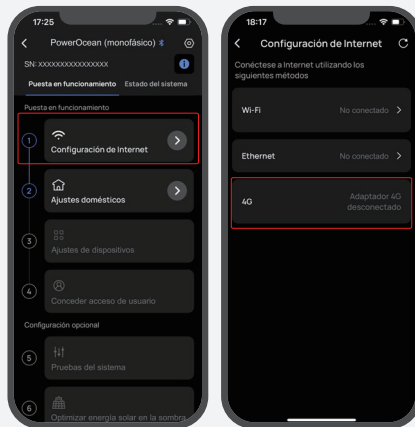 17:25
PowerOcean (monofásico)
SN: XXXXXXXXXXXXXXXX
Puesta en funcionamiento Estado del sistema
Puesta en funcionamiento
1
Configuración de Internet
2
Ajustes domésticos
3
Ajustes de dispositivos
4
Conceder acceso de usuario
Configuración opcional
5
Pruebas del sistema
6
Optimizar energía solar en la sombra
18:17
Configuración de Internet
Conéctese a Internet utilizando los
siguientes métodos
Wi-Fi No conectado
Ethernet No conectado
4G Adaptador 4G
desconectado